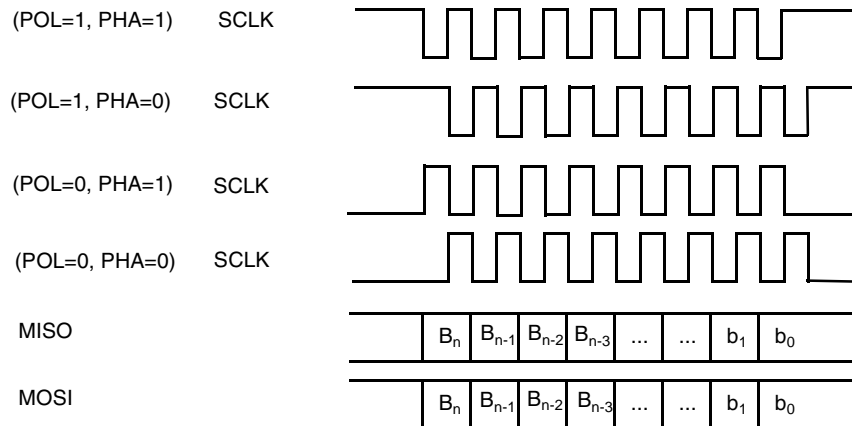 (POL=1, PHA=1) SCLK
(POL=1, PHA=0) SCLK
(POL=0, PHA=1) SCLK
(POL=0, PHA=0) SCLK
MISO Bₙ Bₙ₋₁ Bₙ₋₂ Bₙ₋₃ ... ... b₁ b₀
MOSI Bₙ Bₙ₋₁ Bₙ₋₂ Bₙ₋₃ ... ... b₁ b₀